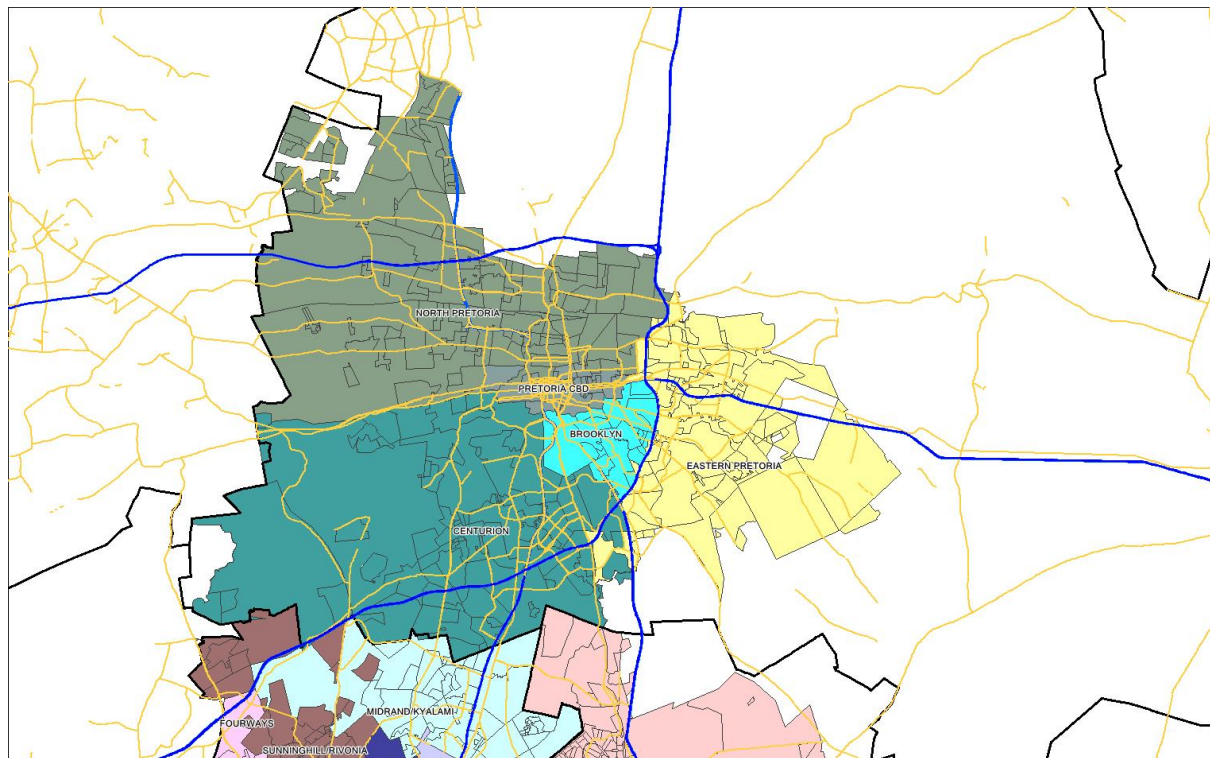 NORTH PRETORIA
PRETORIA CBD
BROOKLYN
EASTERN PRETORIA
CENTURION
MIDRAND/KYALAMI
FOURWAYS
SUNNINGHILL/RIVONIA